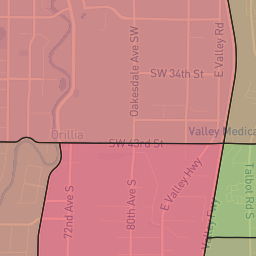 Oakesdale Ave SW
E Valley Rd
SW 34th St
Orillia
Valley Medica
SW 43rd St
72nd Ave S
80th Ave S
E Valley Hwy
Talbot Rd S